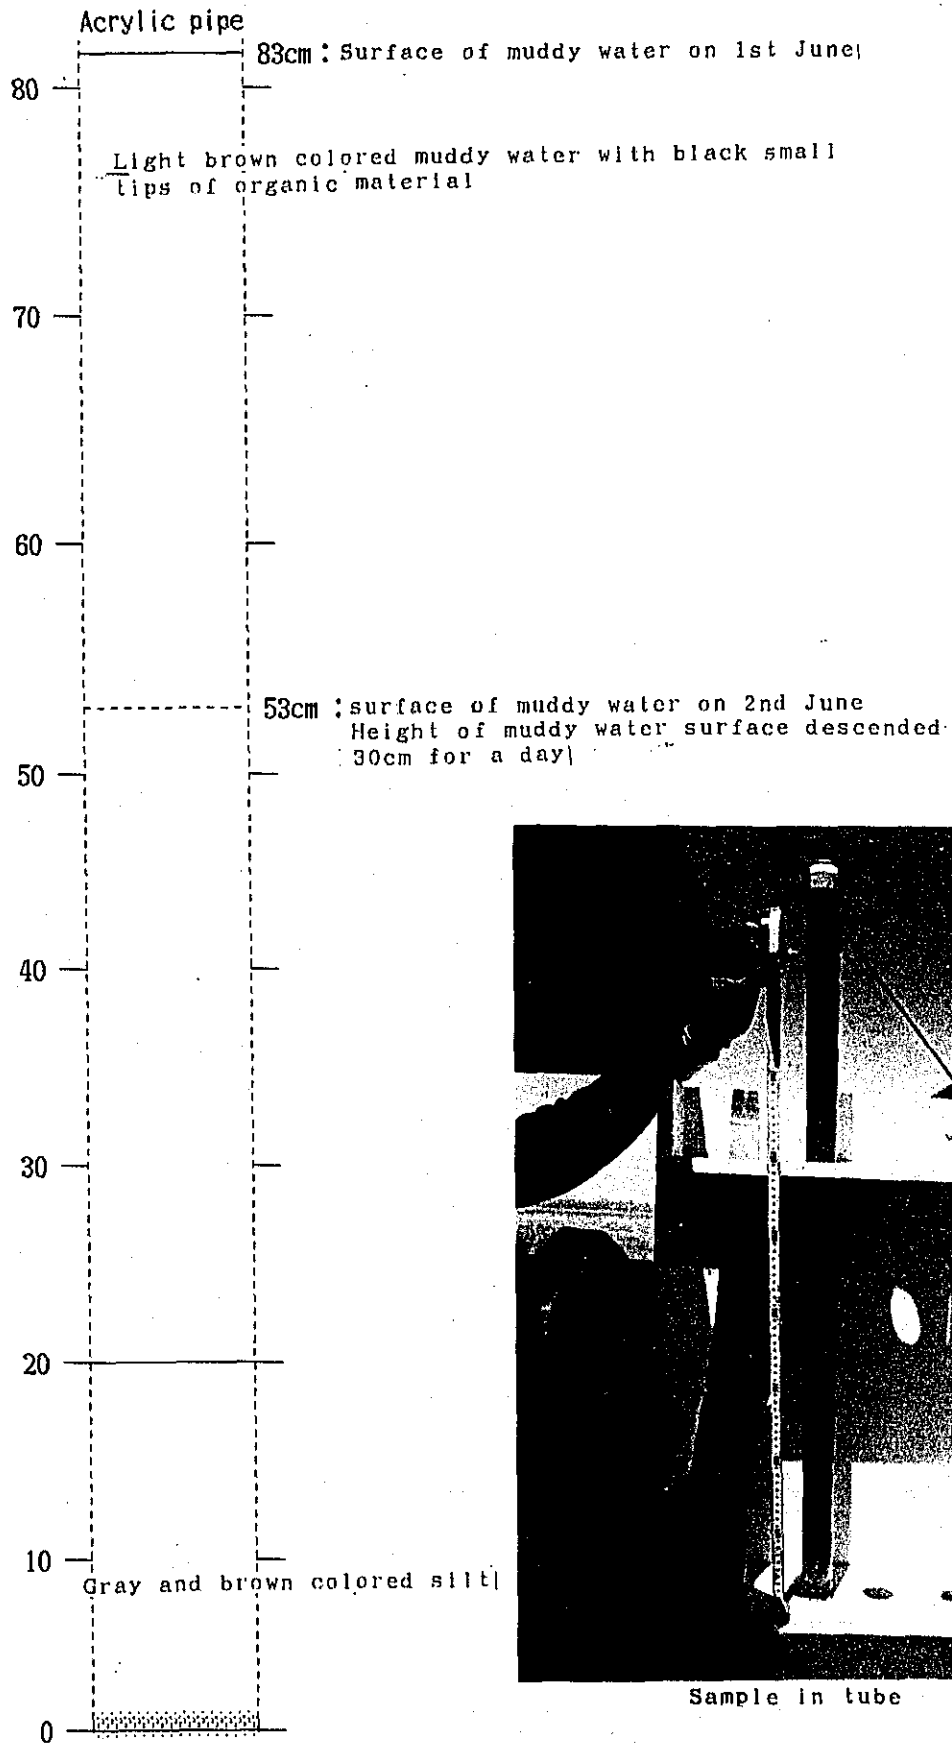 Acrylic pipe
83cm : Surface of muddy water on 1st June
80
Light brown colored muddy water with black small
tips of organic material
70
60
53cm : surface of muddy water on 2nd June
Height of muddy water surface descended
30cm for a day
50
40
30
20
10
Gray and brown colored silt
0
Sample in tube